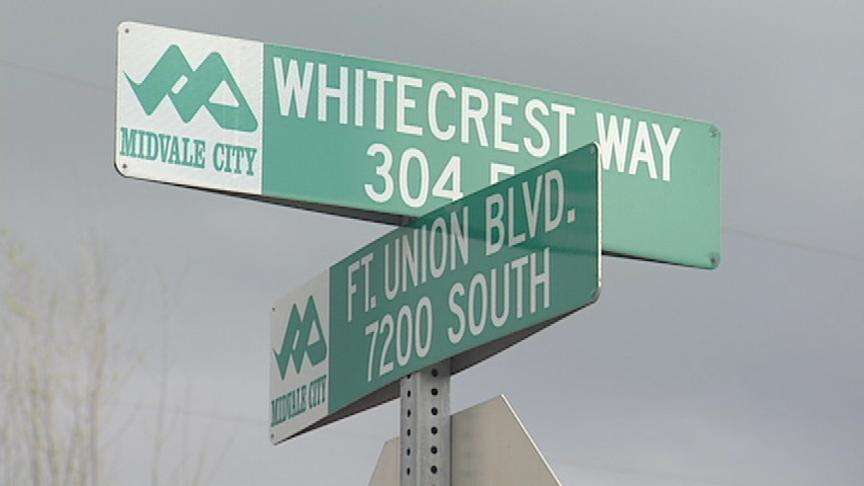 WHITECREST WAY
304
MIDVALE CITY
FT. UNION BLVD.
7200 SOUTH
MIDVALE CITY